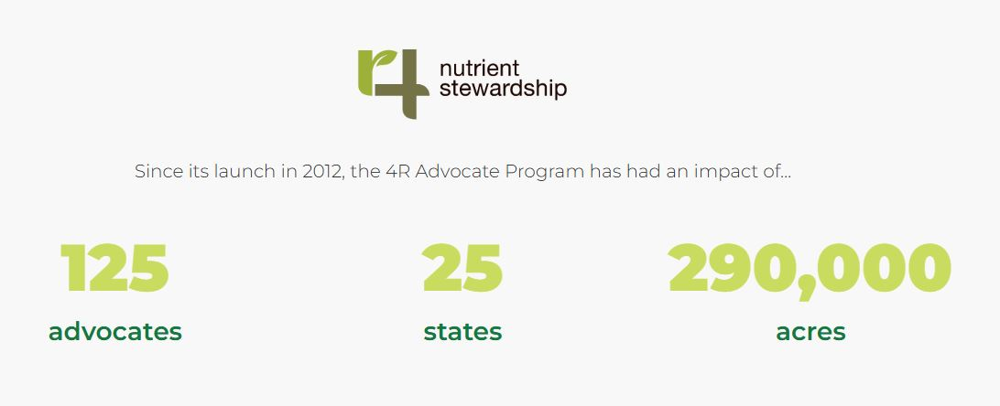 r4 nutrient
stewardship
Since its launch in 2012, the 4R Advocate Program has had an impact of...
125 25 290,000
advocates states acres